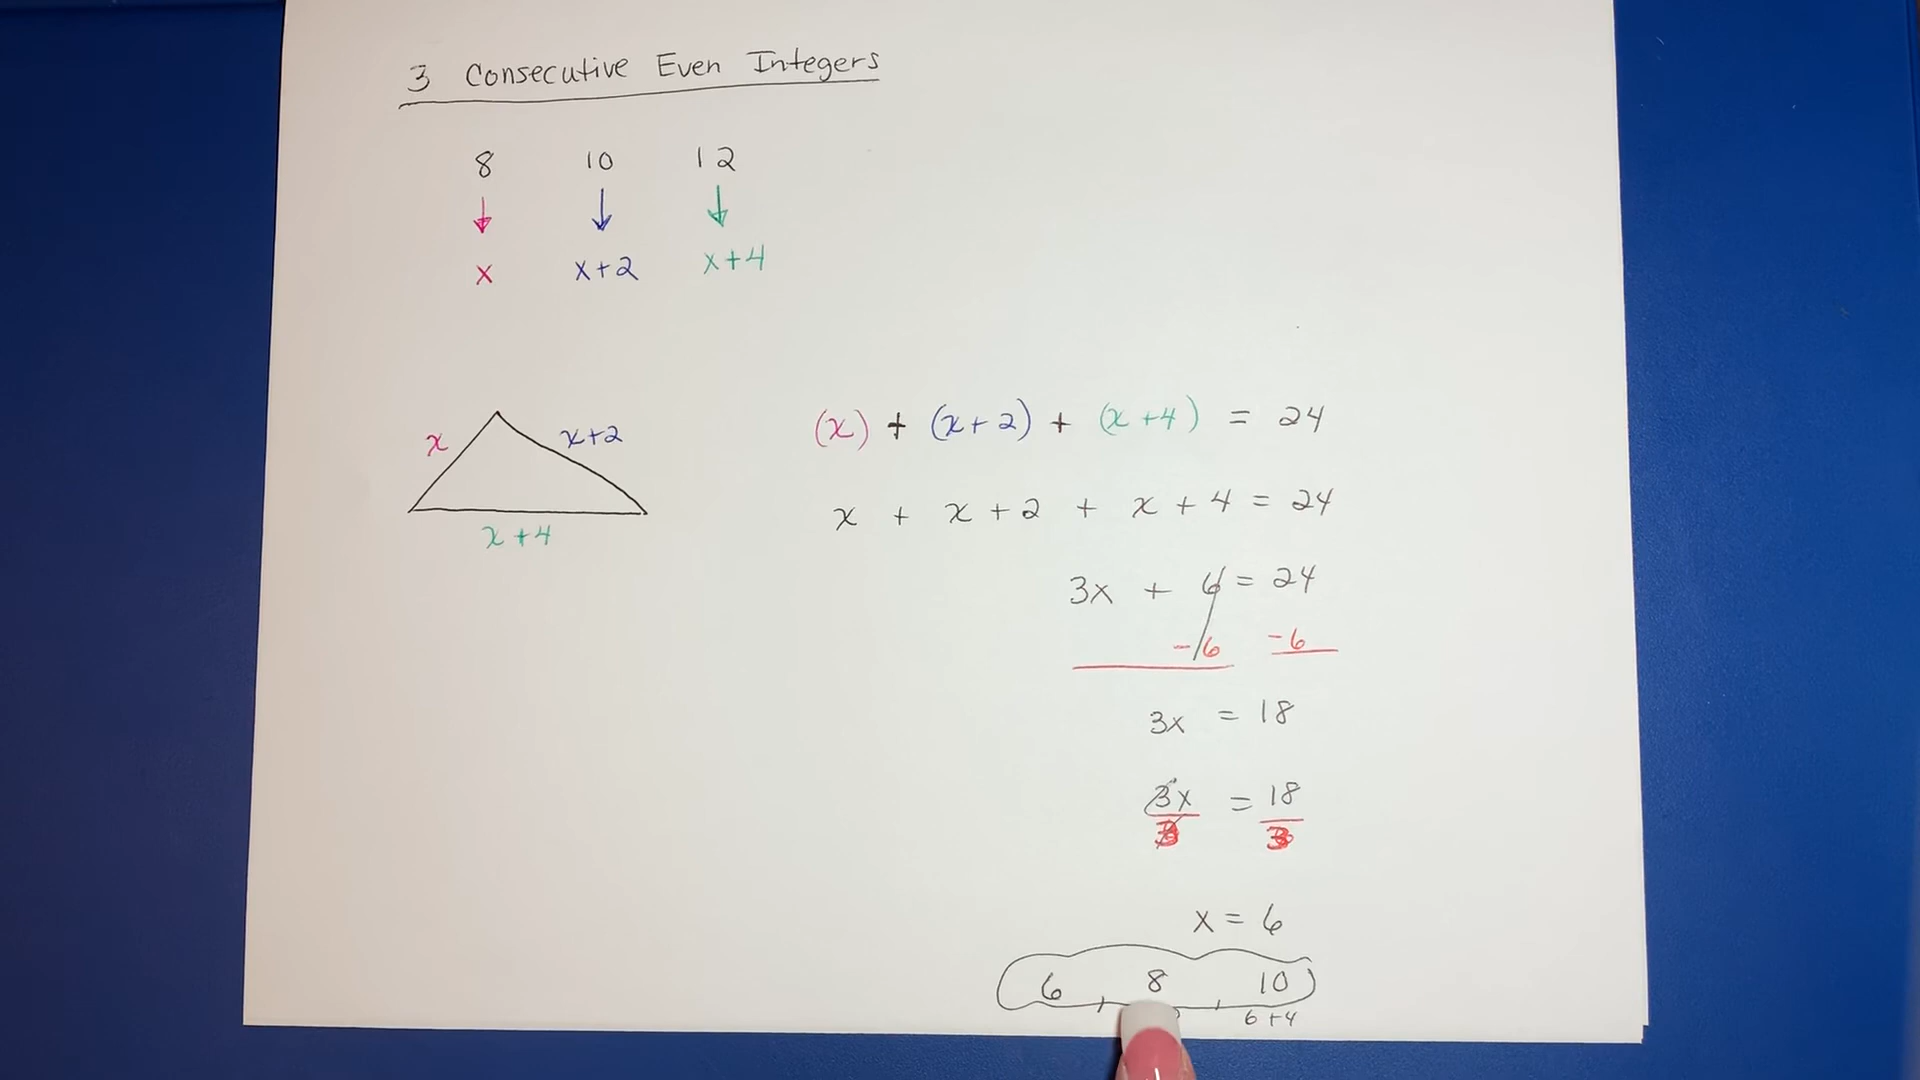 3 Consecutive Even Integers
8 10 12
x x+2 x+4
x x+2
x+4
(x) + (x+2) + (x+4) = 24
x + x + 2 + x + 4 = 24
3x + 6 = 24
-6 -6
3x = 18
3x = 18
3 3
x = 6
6 , 8 , 10
6+4